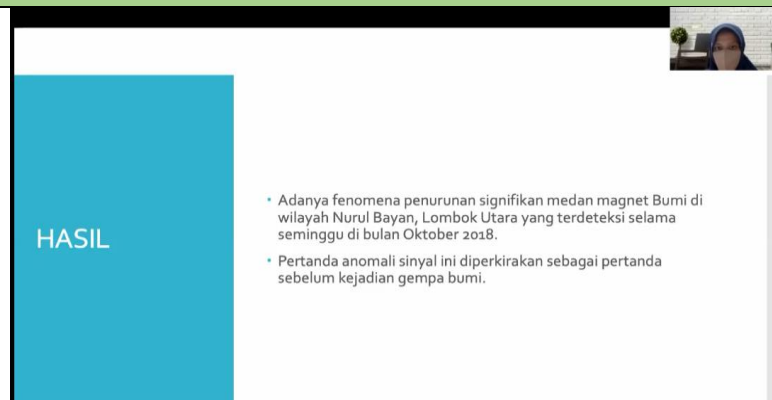 HASIL
• Adanya fenomena penurunan signifikan medan magnet Bumi di
wilayah Nurul Bayan, Lombok Utara yang terdeteksi selama
seminggu di bulan Oktober 2018.
• Pertanda anomali sinyal ini diperkirakan sebagai pertanda
sebelum kejadian gempa bumi.